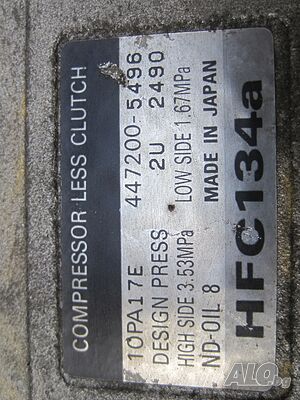 COMPRESSOR LESS CLUTCH
10PA17E 447200-5496
DESIGN PRESS 2U 2490
HIGH SIDE 3.53MPa LOW SIDE 1.67MPa
ND-OIL 8 MADE IN JAPAN
HFC134a
ALO.